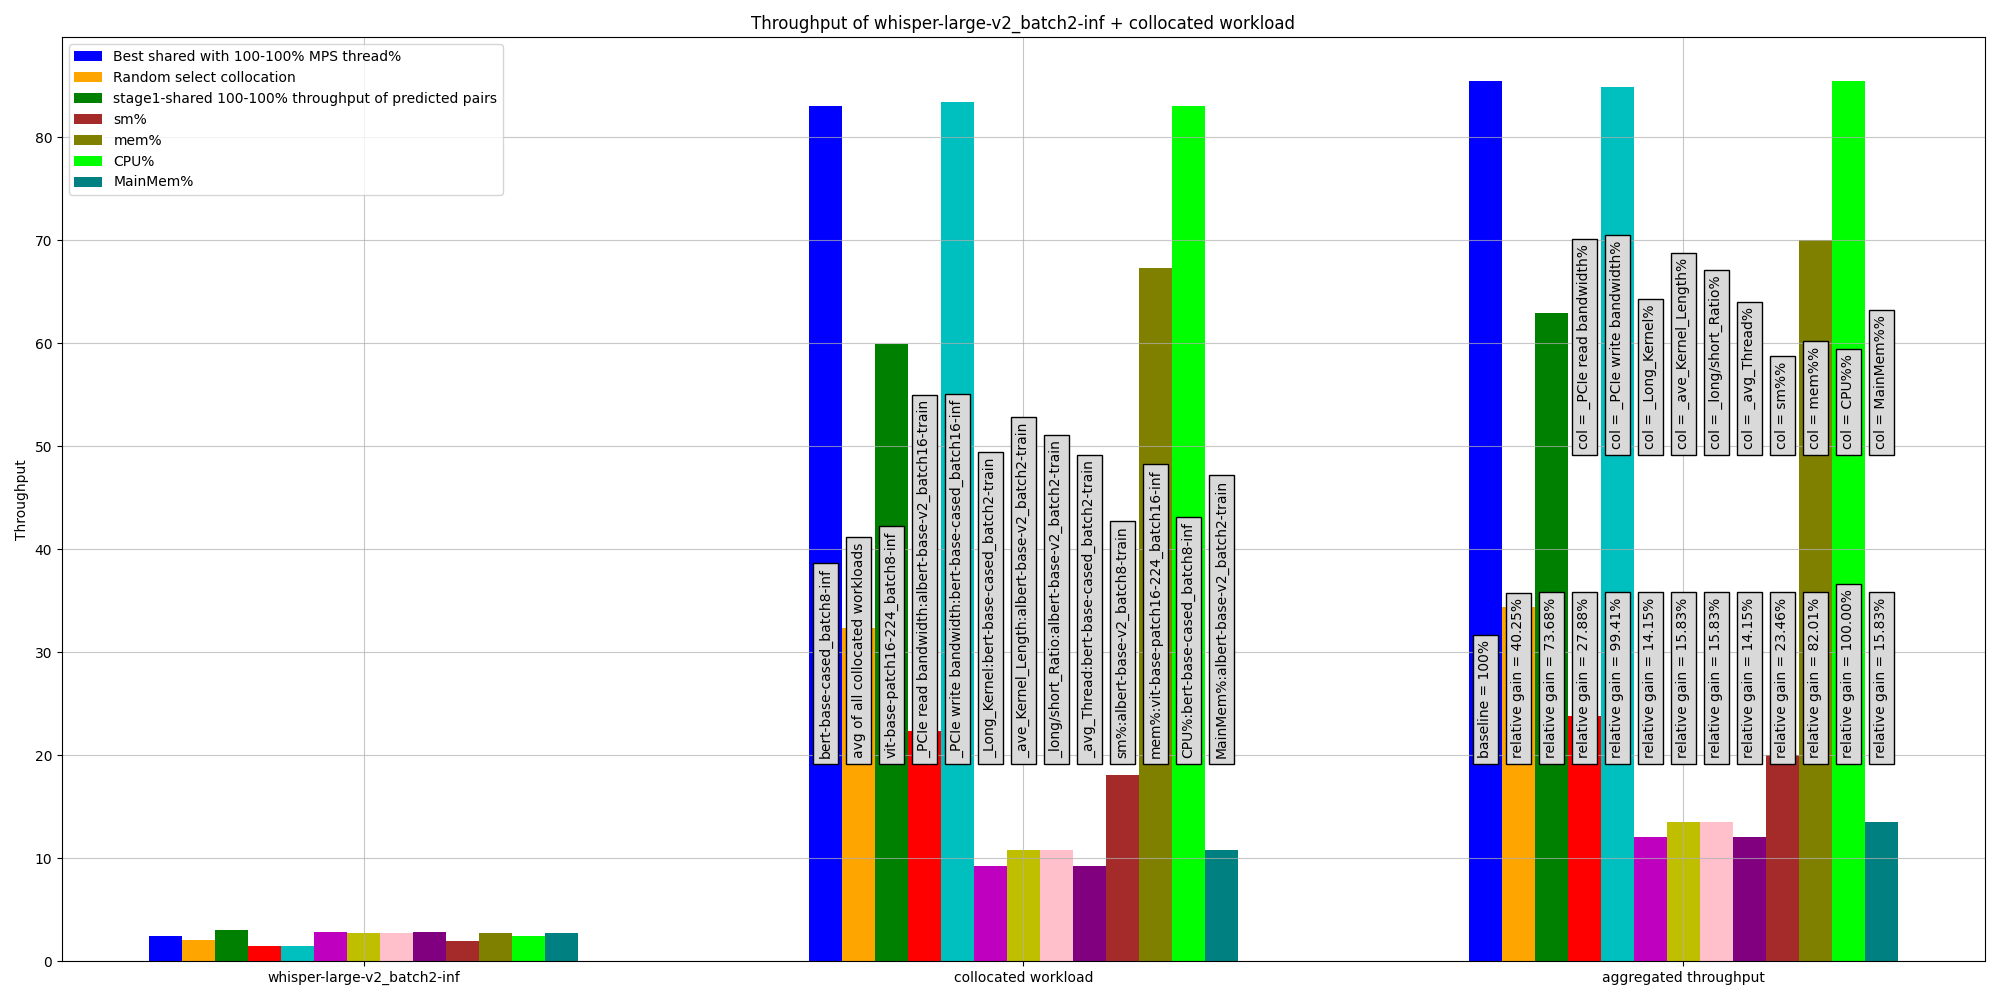 Throughput of whisper-large-v2_batch2-inf + collocated workload
Best shared with 100-100% MPS thread%
Random select collocation
stage1-shared 100-100% throughput of predicted pairs
sm%
mem%
CPU%
MainMem%
Throughput
80
70
60
50
40
30
20
10
0
bert-base-cased_batch8-inf
avg of all collocated workloads
vit-base-patch16-224_batch8-inf
_PCIe read bandwidth:albert-base-v2_batch16-train
_PCIe write bandwidth:bert-base-cased_batch16-inf
_Long_Kernel:bert-base-cased_batch2-train
_ave_Kernel_Length:albert-base-v2_batch2-train
_long/short_Ratio:albert-base-v2_batch2-train
_avg_Thread:bert-base-cased_batch2-train
sm%:albert-base-v2_batch8-train
mem%:vit-base-patch16-224_batch16-inf
CPU%:bert-base-cased_batch8-inf
MainMem%:albert-base-v2_batch2-train
col = _PCIe read bandwidth%
col = _PCIe write bandwidth%
col = _Long_Kernel%
col = _ave_Kernel_Length%
col = _long/short_Ratio%
col = _avg_Thread%
col = sm%%
col = mem%%
col = CPU%%
col = MainMem%%
baseline = 100%
relative gain = 40.25%
relative gain = 73.68%
relative gain = 27.88%
relative gain = 99.41%
relative gain = 14.15%
relative gain = 15.83%
relative gain = 15.83%
relative gain = 14.15%
relative gain = 23.46%
relative gain = 82.01%
relative gain = 100.00%
relative gain = 15.83%
whisper-large-v2_batch2-inf
collocated workload
aggregated throughput